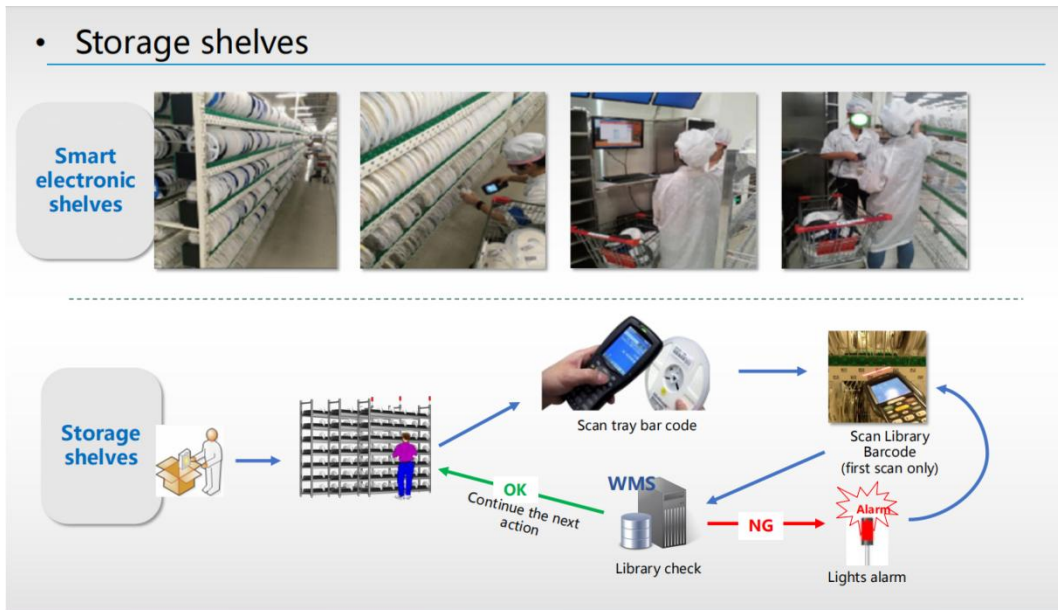 • Storage shelves
Smart
electronic
shelves
Storage
shelves
Scan tray bar code
Scan Library
Barcode
(first scan only)
OK
Continue the next
action
WMS
Library check
NG
Alarm
Lights alarm